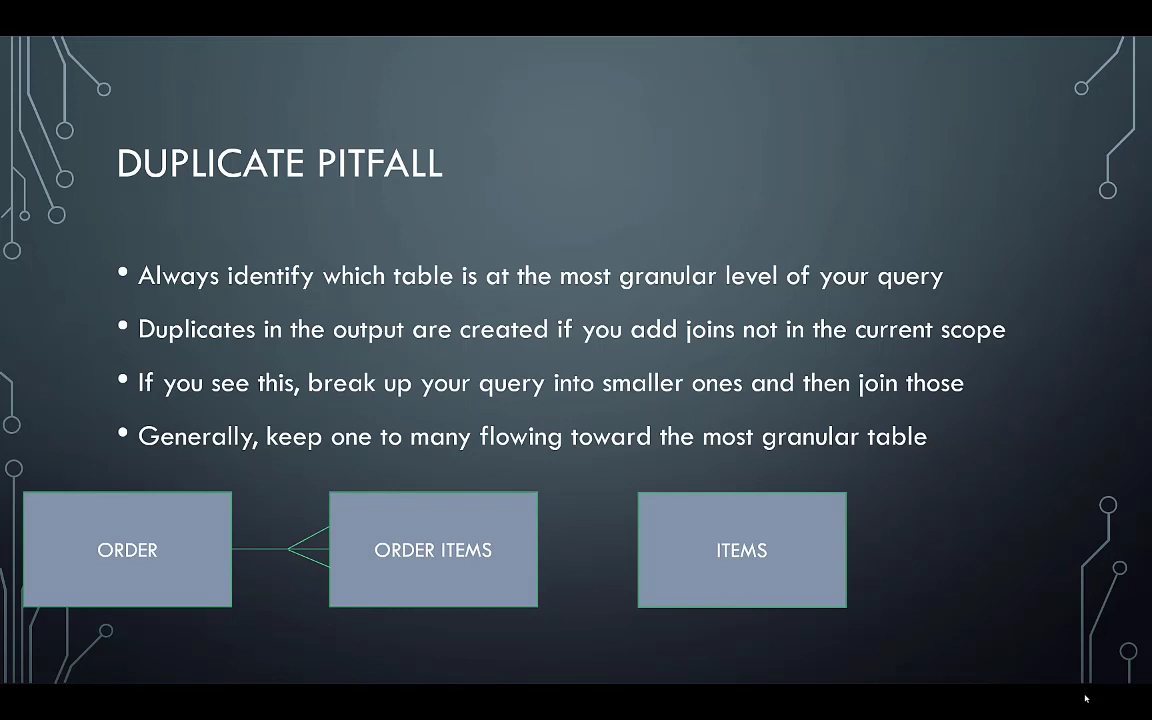 DUPLICATE PITFALL
• Always identify which table is at the most granular level of your query
• Duplicates in the output are created if you add joins not in the current scope
• If you see this, break up your query into smaller ones and then join those
• Generally, keep one to many flowing toward the most granular table
ORDER
ORDER ITEMS
ITEMS